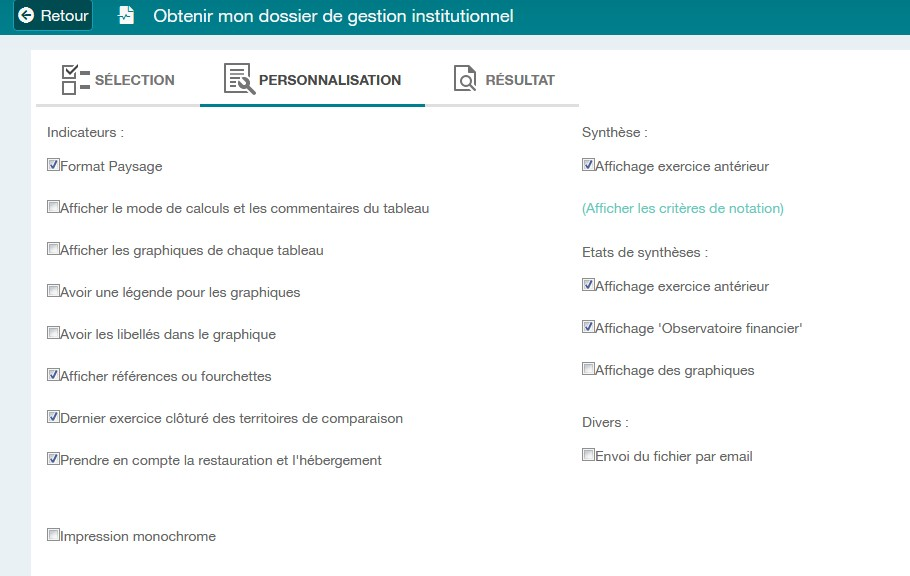 Retour
Obtenir mon dossier de gestion institutionnel
SÉLECTION
PERSONNALISATION
RÉSULTAT
Indicateurs :
Format Paysage
Afficher le mode de calculs et les commentaires du tableau
Afficher les graphiques de chaque tableau
Avoir une légende pour les graphiques
Avoir les libellés dans le graphique
Afficher références ou fourchettes
Dernier exercice clôturé des territoires de comparaison
Prendre en compte la restauration et l'hébergement
Impression monochrome
Synthèse :
Affichage exercice antérieur
(Afficher les critères de notation)
Etats de synthèses :
Affichage exercice antérieur
Affichage 'Observatoire financier'
Affichage des graphiques
Divers :
Envoi du fichier par email